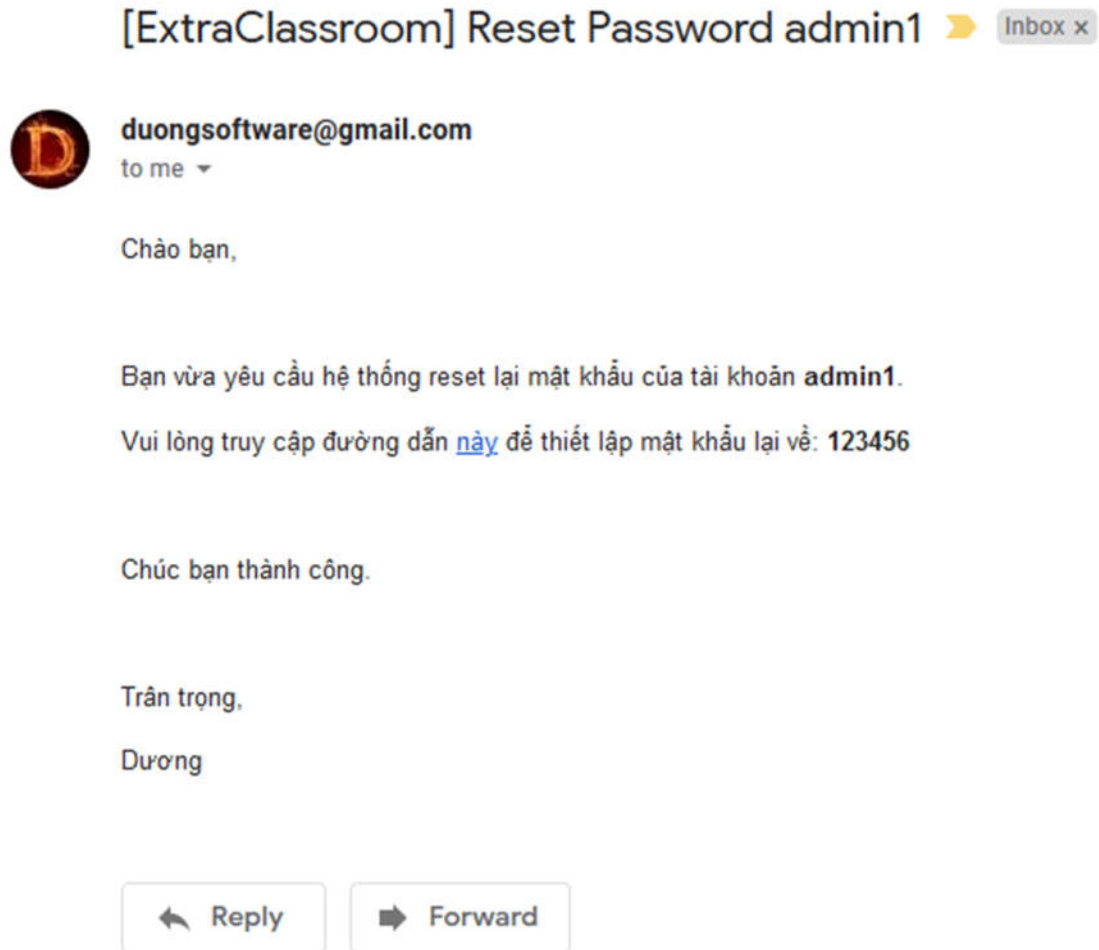 [ExtraClassroom] Reset Password admin1 Inbox x
D
duongsoftware@gmail.com
to me
Chào bạn,
Bạn vừa yêu cầu hệ thống reset lại mật khẩu của tài khoản admin1.
Vui lòng truy cập đường dẫn này để thiết lập mật khẩu lại về: 123456
Chúc bạn thành công.
Trân trọng,
Dương
Reply Forward